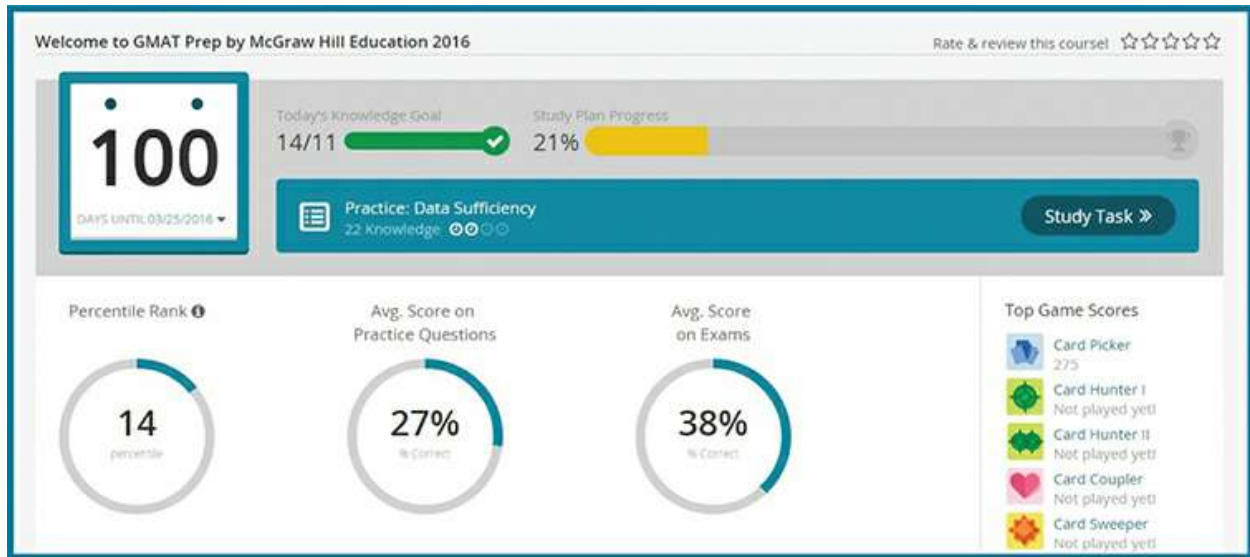 Welcome to GMAT Prep by McGraw Hill Education 2016
Rate & review this course!
100
DAYS UNTIL 03/25/2016
Today's Knowledge Goal
14/11
Study Plan Progress
21%
Practice: Data Sufficiency
22 Knowledge
Study Task »
Percentile Rank
14
percentile
Avg. Score on
Practice Questions
27%
% Correct
Avg. Score
on Exams
38%
% Correct
Top Game Scores
Card Picker
275
Card Hunter I
Not played yet!
Card Hunter II
Not played yet!
Card Coupler
Not played yet!
Card Sweeper
Not played yet!